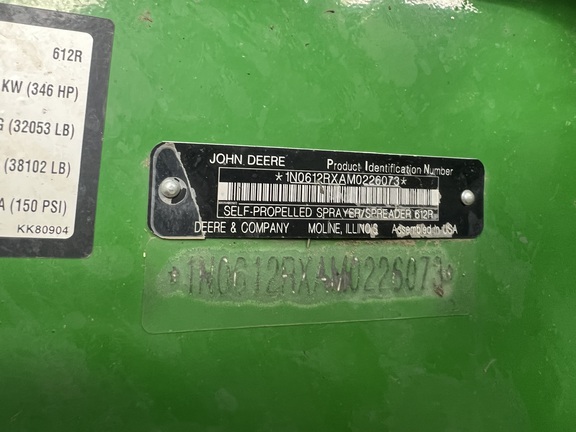 612R
KW (346 HP)
(32053 LB)
(38102 LB)
A (150 PSI)
KK80904
JOHN DEERE Product Identification Number
*1N0612RXAM0226073*
SELF-PROPELLED SPRAYER/SPREADER 612R
DEERE & COMPANY MOLINE, ILLINOIS Assembled in USA
*1N0612RXAM0226073*